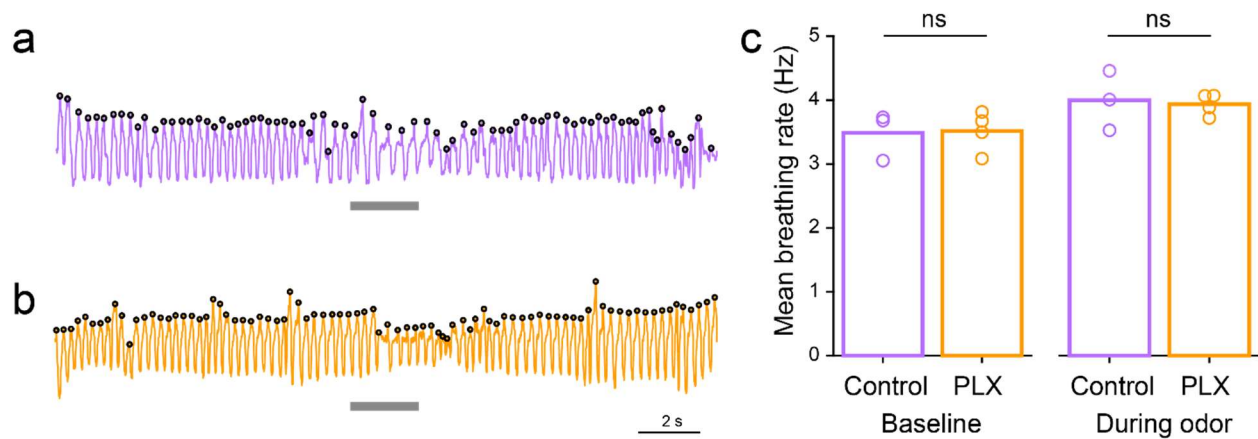 a
b
2 s
c
Mean breathing rate (Hz)
5
4
3
2
1
0
ns
ns
Control
PLX
Control
PLX
Baseline
During odor